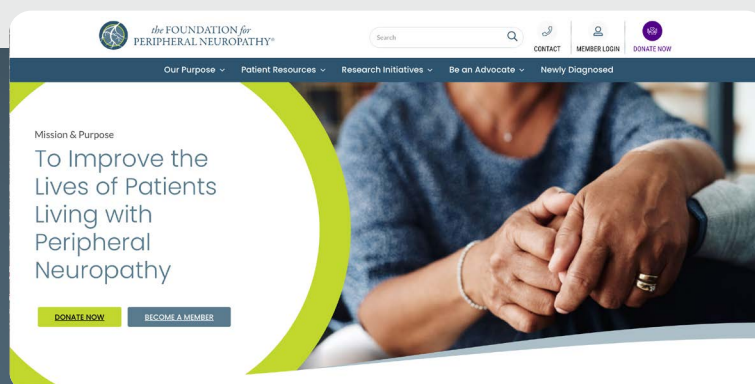 the FOUNDATION for
PERIPHERAL NEUROPATHY®
Search
CONTACT
MEMBER LOGIN
DONATE NOW
Our Purpose
Patient Resources
Research Initiatives
Be an Advocate
Newly Diagnosed
Mission & Purpose
To Improve the
Lives of Patients
Living with
Peripheral
Neuropathy
DONATE NOW
BECOME A MEMBER